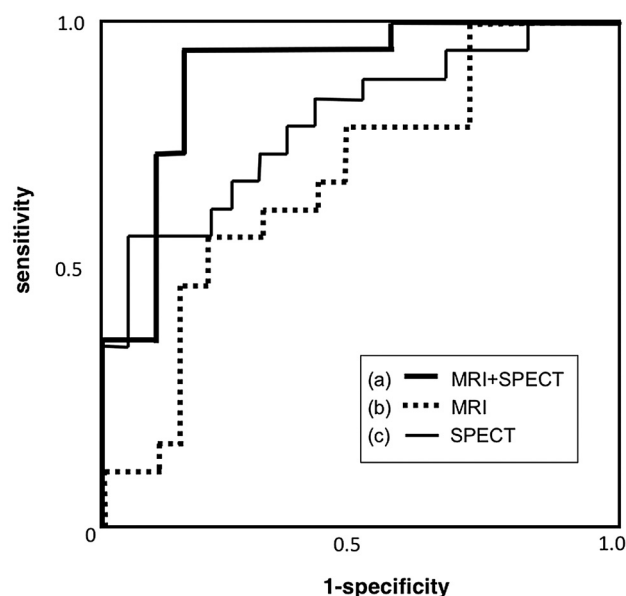 1.0
sensitivity
0.5
(a) MRI+SPECT
(b) MRI
(c) SPECT
0
0.5
1.0
1-specificity